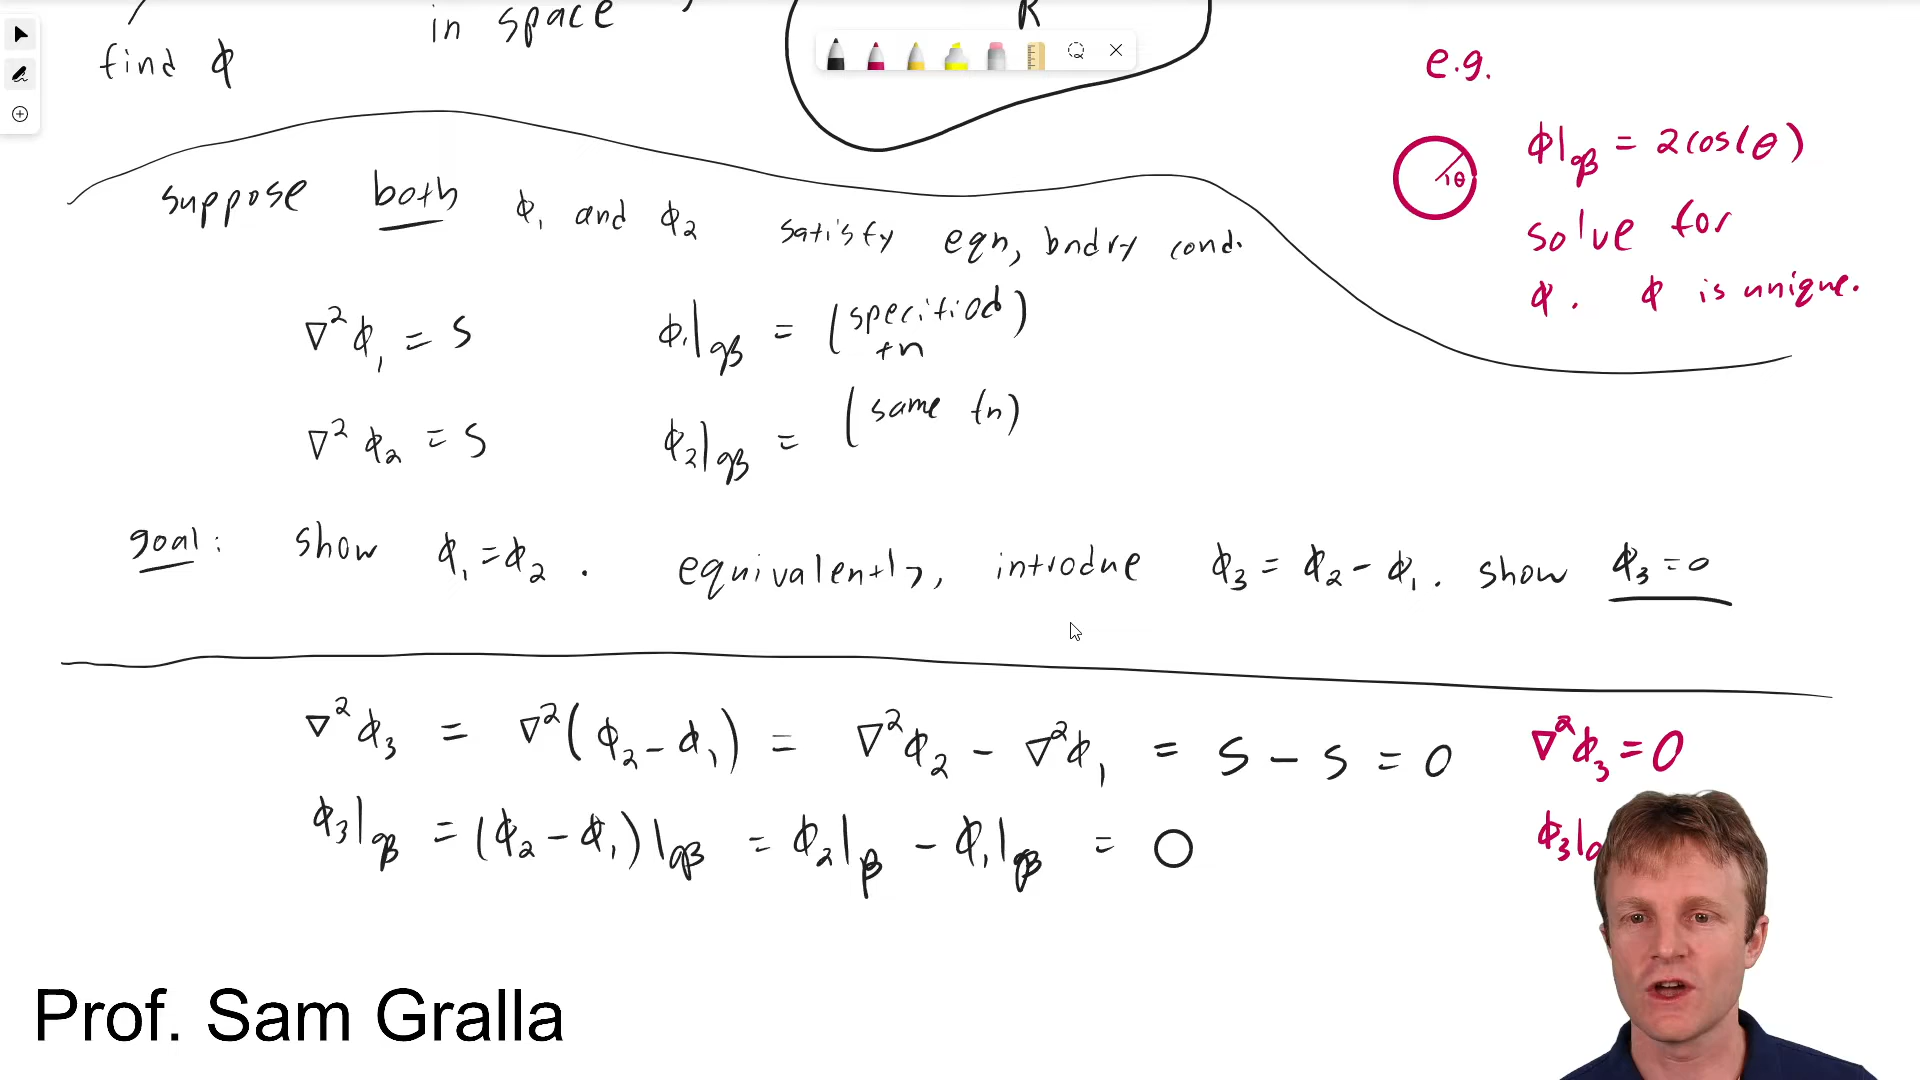 in space
R
find ϕ
e.g.
ϕ|∂β = 2cos(θ)
θ
solve for
ϕ. ϕ is unique.
suppose both ϕ₁ and ϕ₂ satisfy eqn, bndry cond.
∇²ϕ₁ = S ϕ₁|∂β = (specified fn)
∇²ϕ₂ = S ϕ₂|∂β = (same fn)
goal: show ϕ₁=ϕ₂. equivalently, introdue ϕ₃ = ϕ₂ - ϕ₁. show ϕ₃=0
∇²ϕ₃ = ∇²(ϕ₂ - ϕ₁) = ∇²ϕ₂ - ∇²ϕ₁ = S - S = 0
∇²ϕ₃ = 0
ϕ₃|∂β = (ϕ₂ - ϕ₁)|∂β = ϕ₂|β - ϕ₁|∂β = 0
ϕ₃|
Prof. Sam Gralla